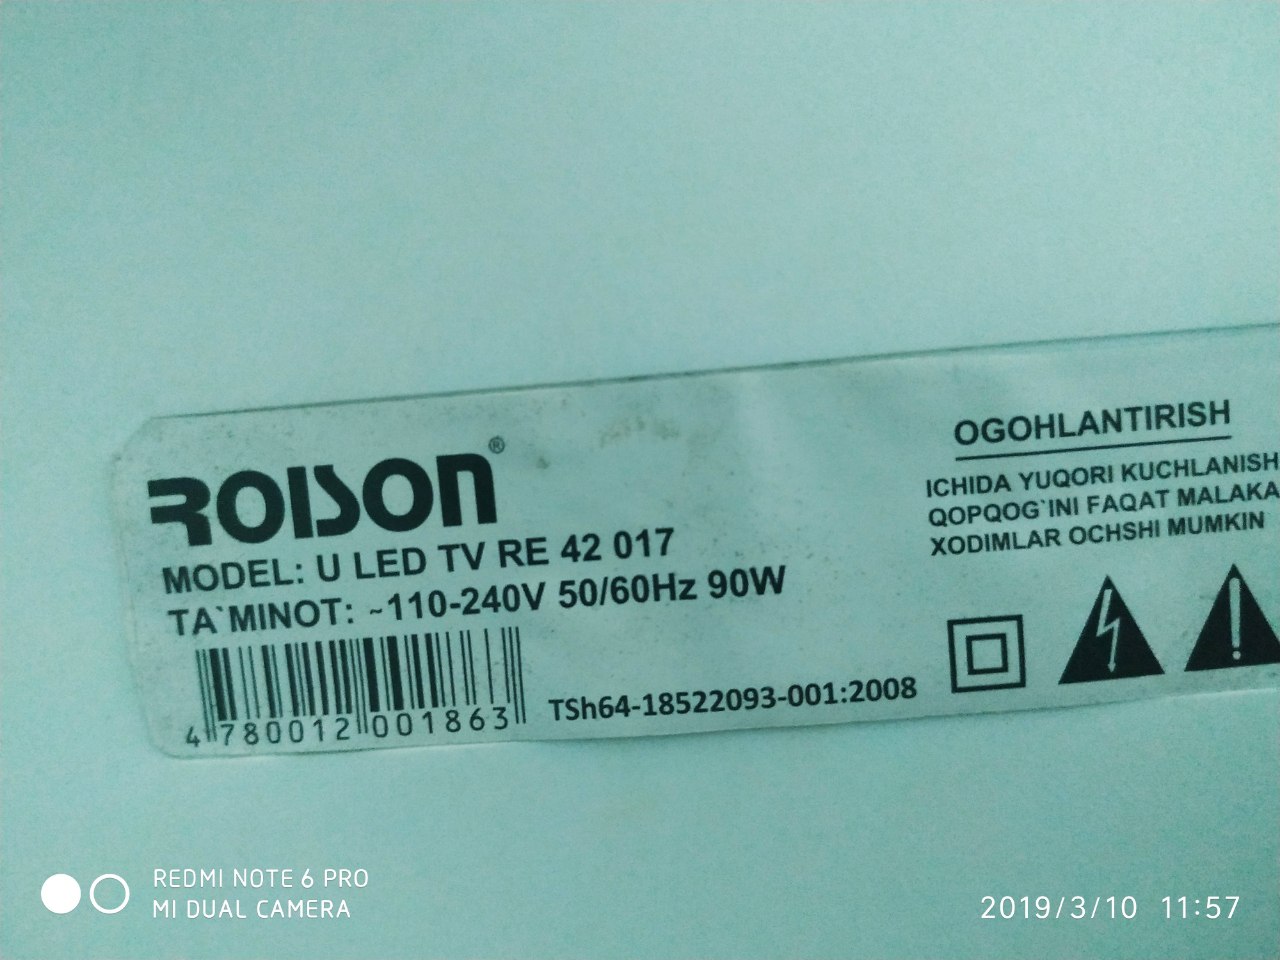 ROISON®
MODEL: U LED TV RE 42 017
TA`MINOT: ~110-240V 50/60Hz 90W
4 780012 001863
TSh64-18522093-001:2008
OGOHLANTIRISH
ICHIDA YUQORI KUCHLANISH
QOPQOG`INI FAQAT MALAKA
XODIMLAR OCHSHI MUMKIN
REDMI NOTE 6 PRO
MI DUAL CAMERA
2019/3/10 11:57